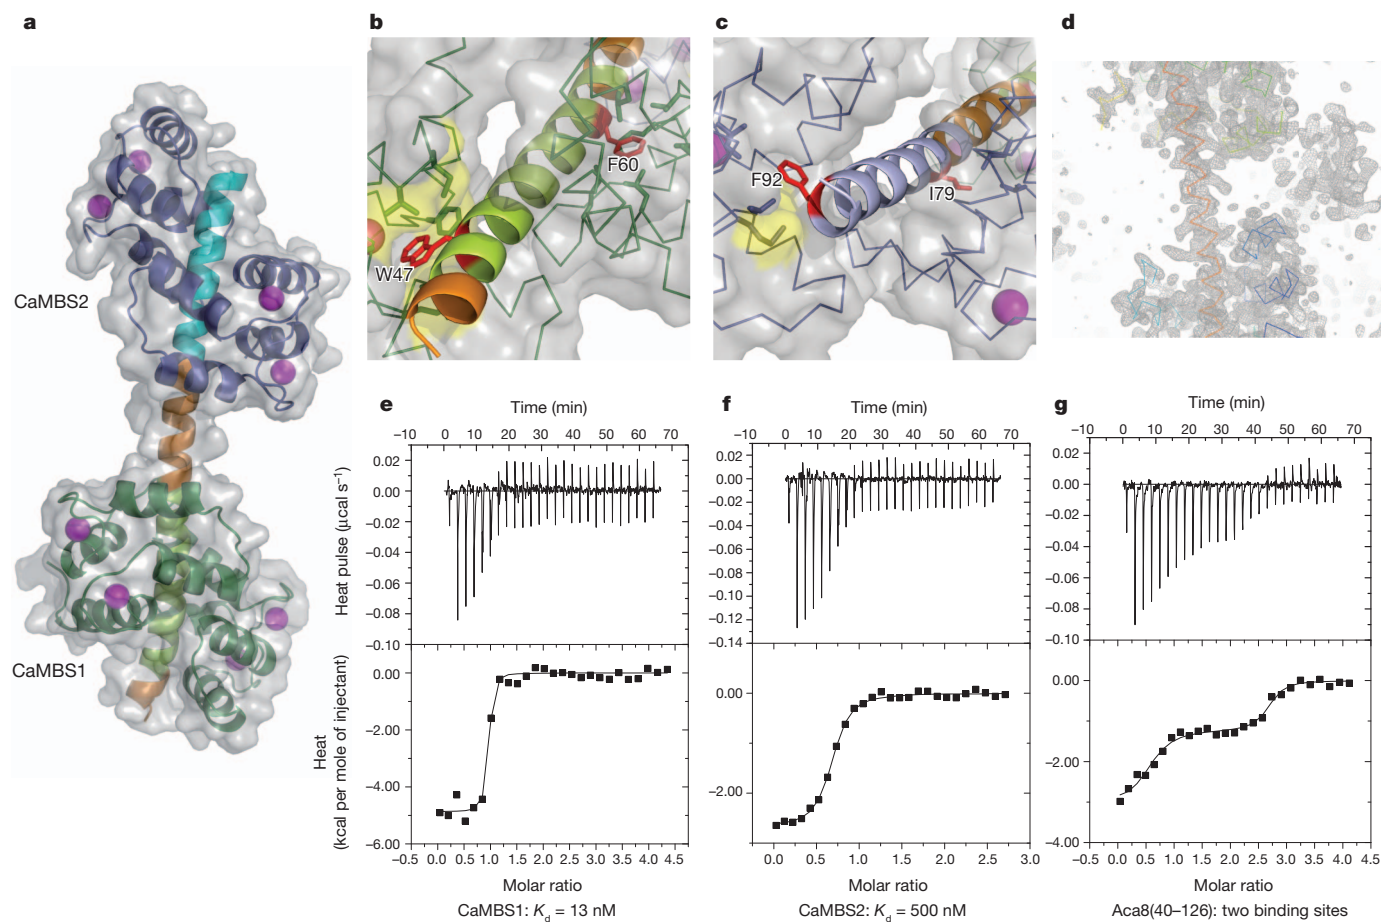 a
b
c
d
CaMBS2
CaMBS1
F60
W47
F92
I79
e
Time (min)
−10 0 10 20 30 40 50 60 70
0.02
0.00
−0.02
−0.04
−0.06
−0.08
−0.10
Heat pulse (μcal s⁻¹)
0.00
−2.00
−4.00
−6.00
Heat
(kcal per mole of injectant)
−0.5 0.0 0.5 1.0 1.5 2.0 2.5 3.0 3.5 4.0 4.5
Molar ratio
CaMBS1: Kd = 13 nM
f
Time (min)
−10 0 10 20 30 40 50 60 70
0.02
0.00
−0.02
−0.04
−0.06
−0.08
−0.10
−0.12
−0.14
0.00
−2.00
0.0 0.5 1.0 1.5 2.0 2.5 3.0
Molar ratio
CaMBS2: Kd = 500 nM
g
Time (min)
−10 0 10 20 30 40 50 60 70
0.02
0.00
−0.02
−0.04
−0.06
−0.08
−0.10
0.00
−2.00
−4.00
−0.5 0.0 0.5 1.0 1.5 2.0 2.5 3.0 3.5 4.0 4.5
Molar ratio
Aca8(40–126): two binding sites